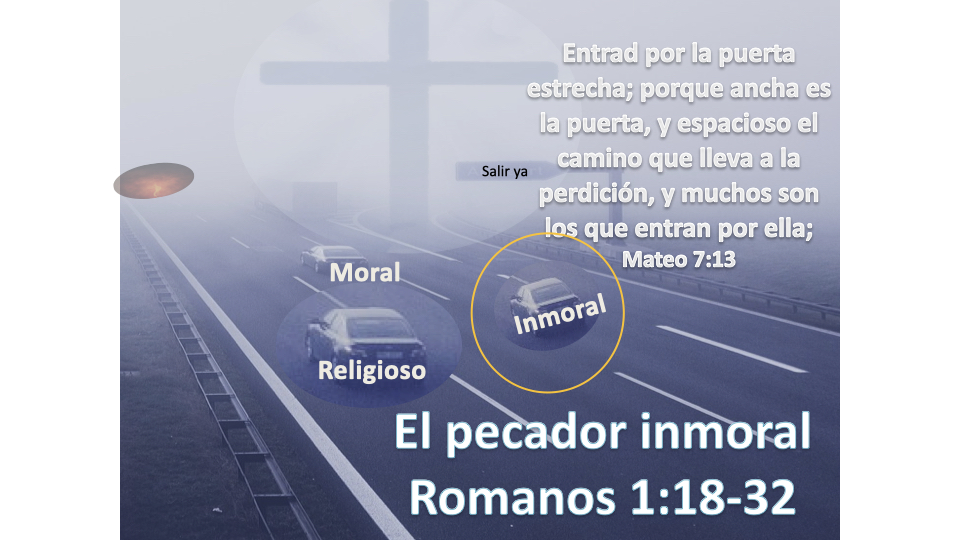 Entrad por la puerta
estrecha; porque ancha es
la puerta, y espacioso el
camino que lleva a la
perdición, y muchos son
los que entran por ella;
Mateo 7:13
Salir ya
Moral
Inmoral
Religioso
El pecador inmoral
Romanos 1:18-32